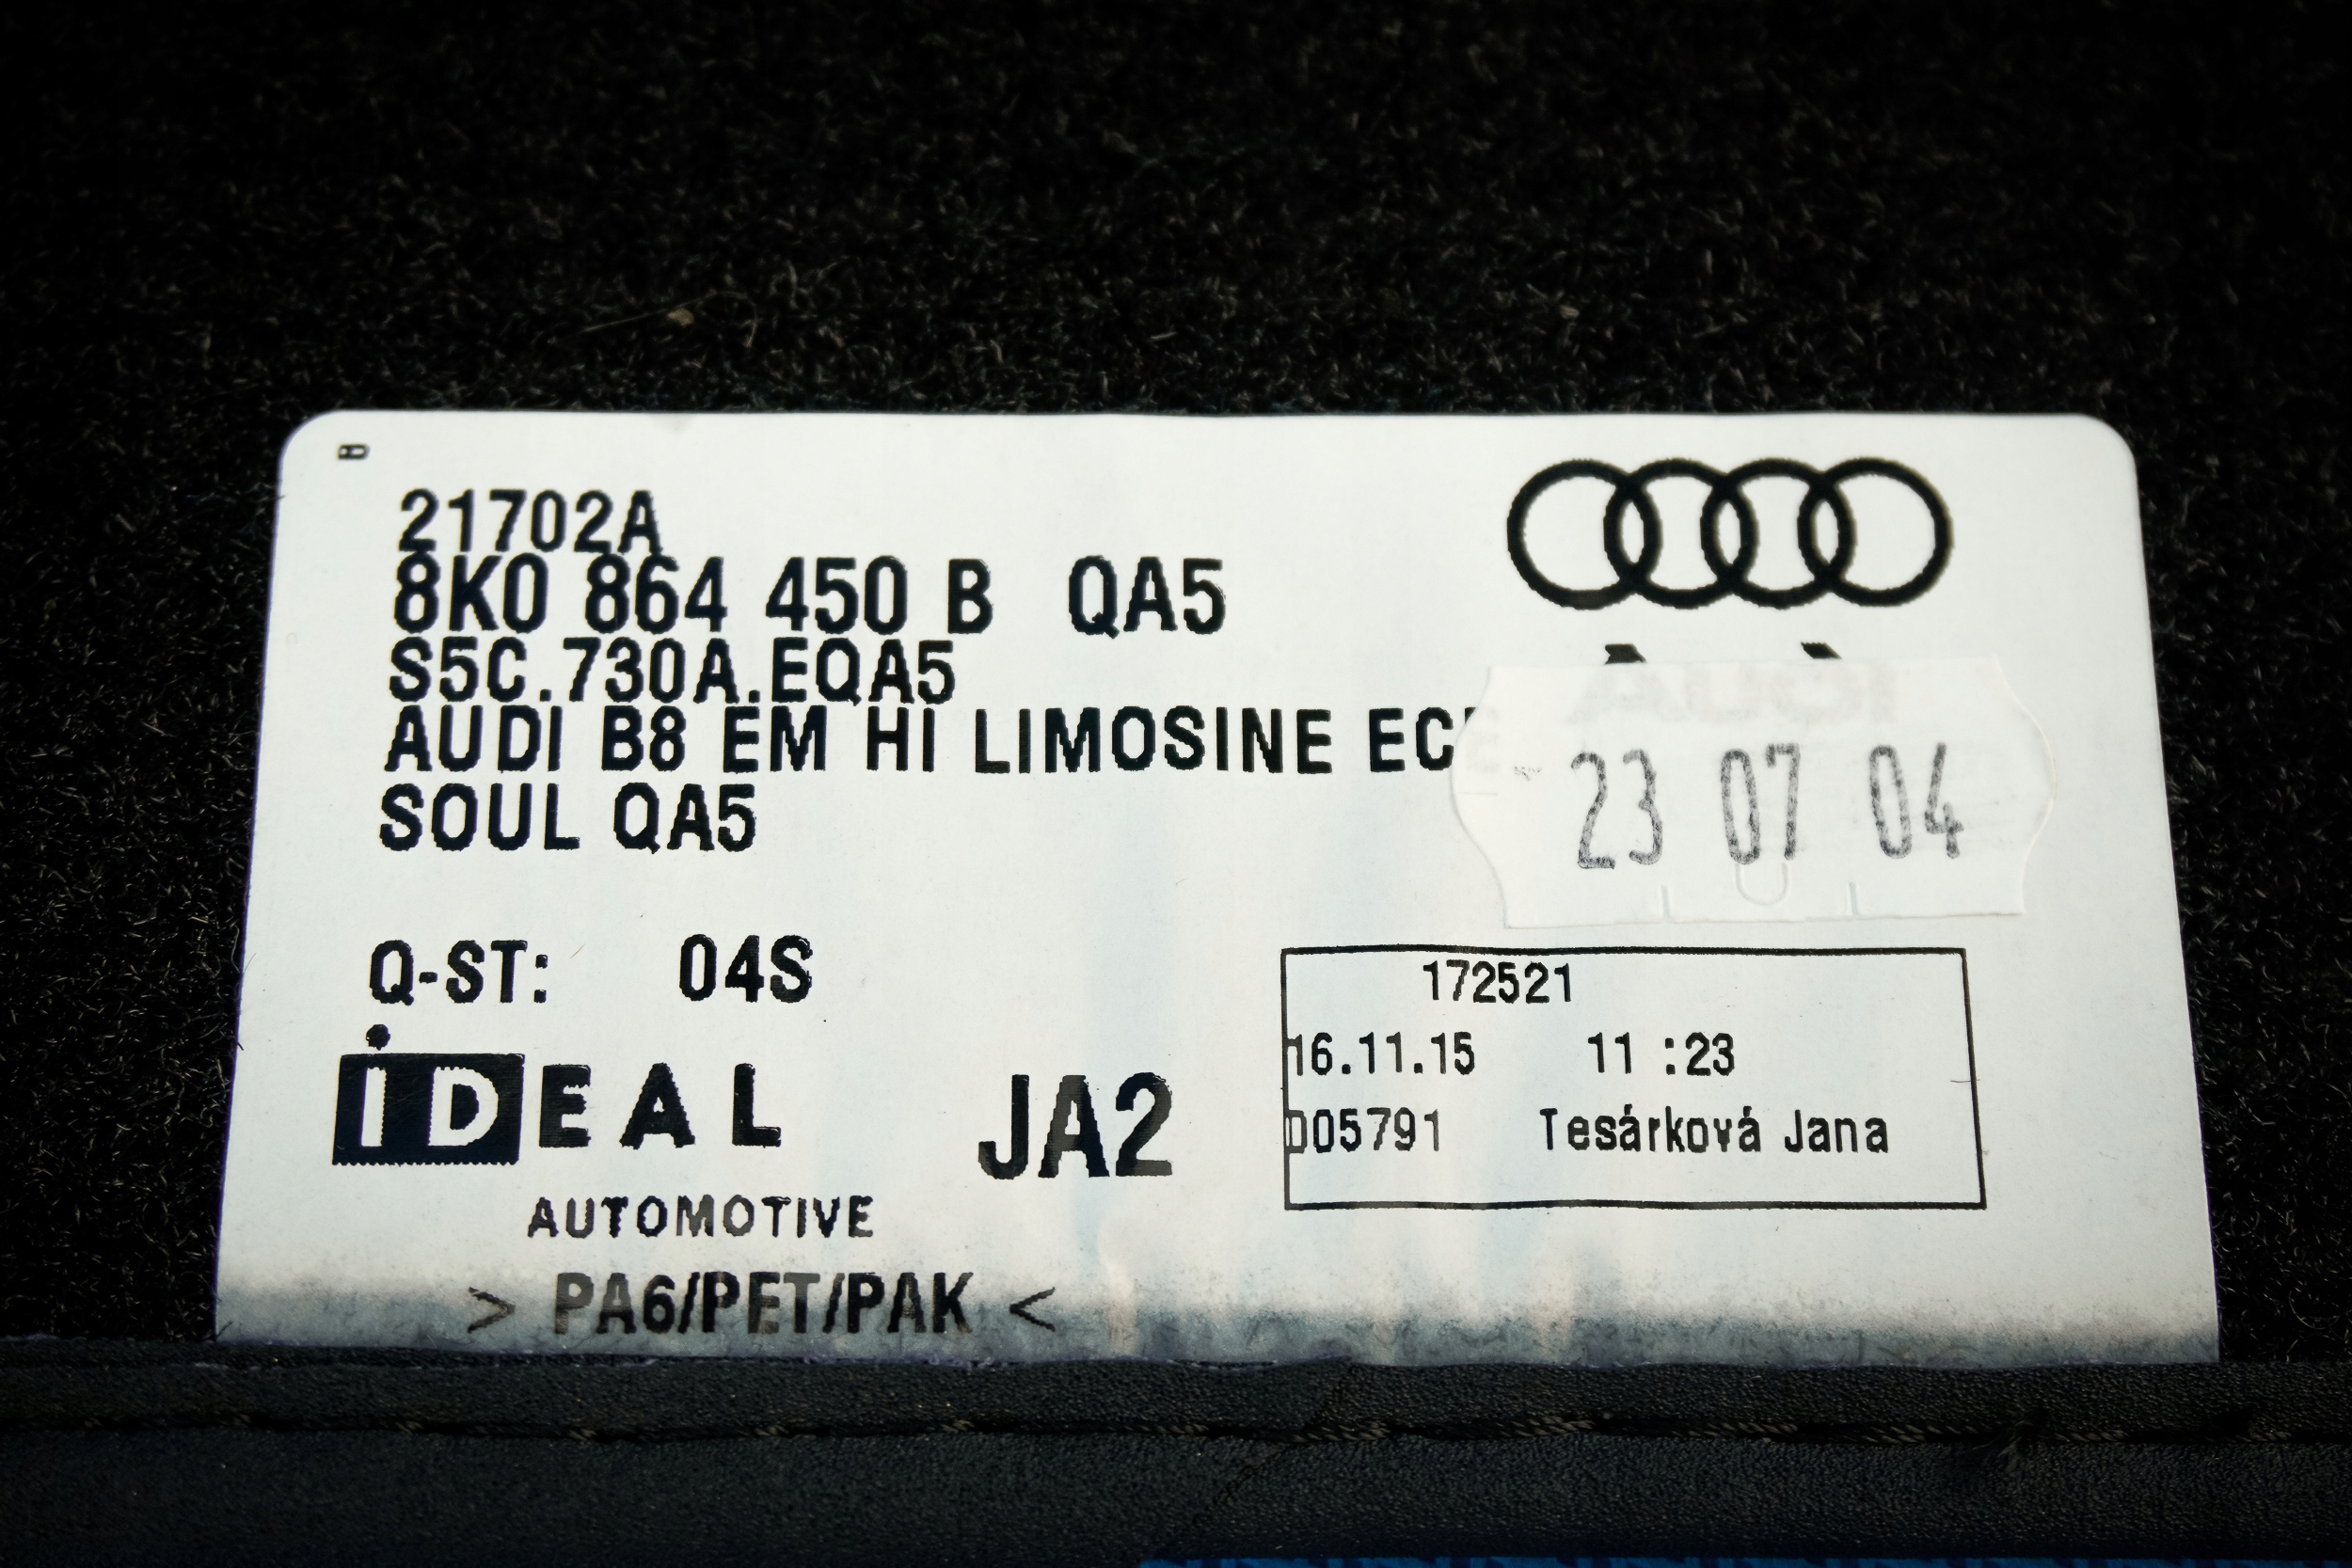 21702A
8K0 864 450 B QA5
S5C.730A.EQA5
AUDI B8 EM HI LIMOSINE
SOUL QA5
AUDI
23 07 04
Q-ST: 04S
172521
16.11.15 11 :23
D05791 Tesárková Jana
iDEAL
AUTOMOTIVE
JA2
> PA6/PET/PAK <